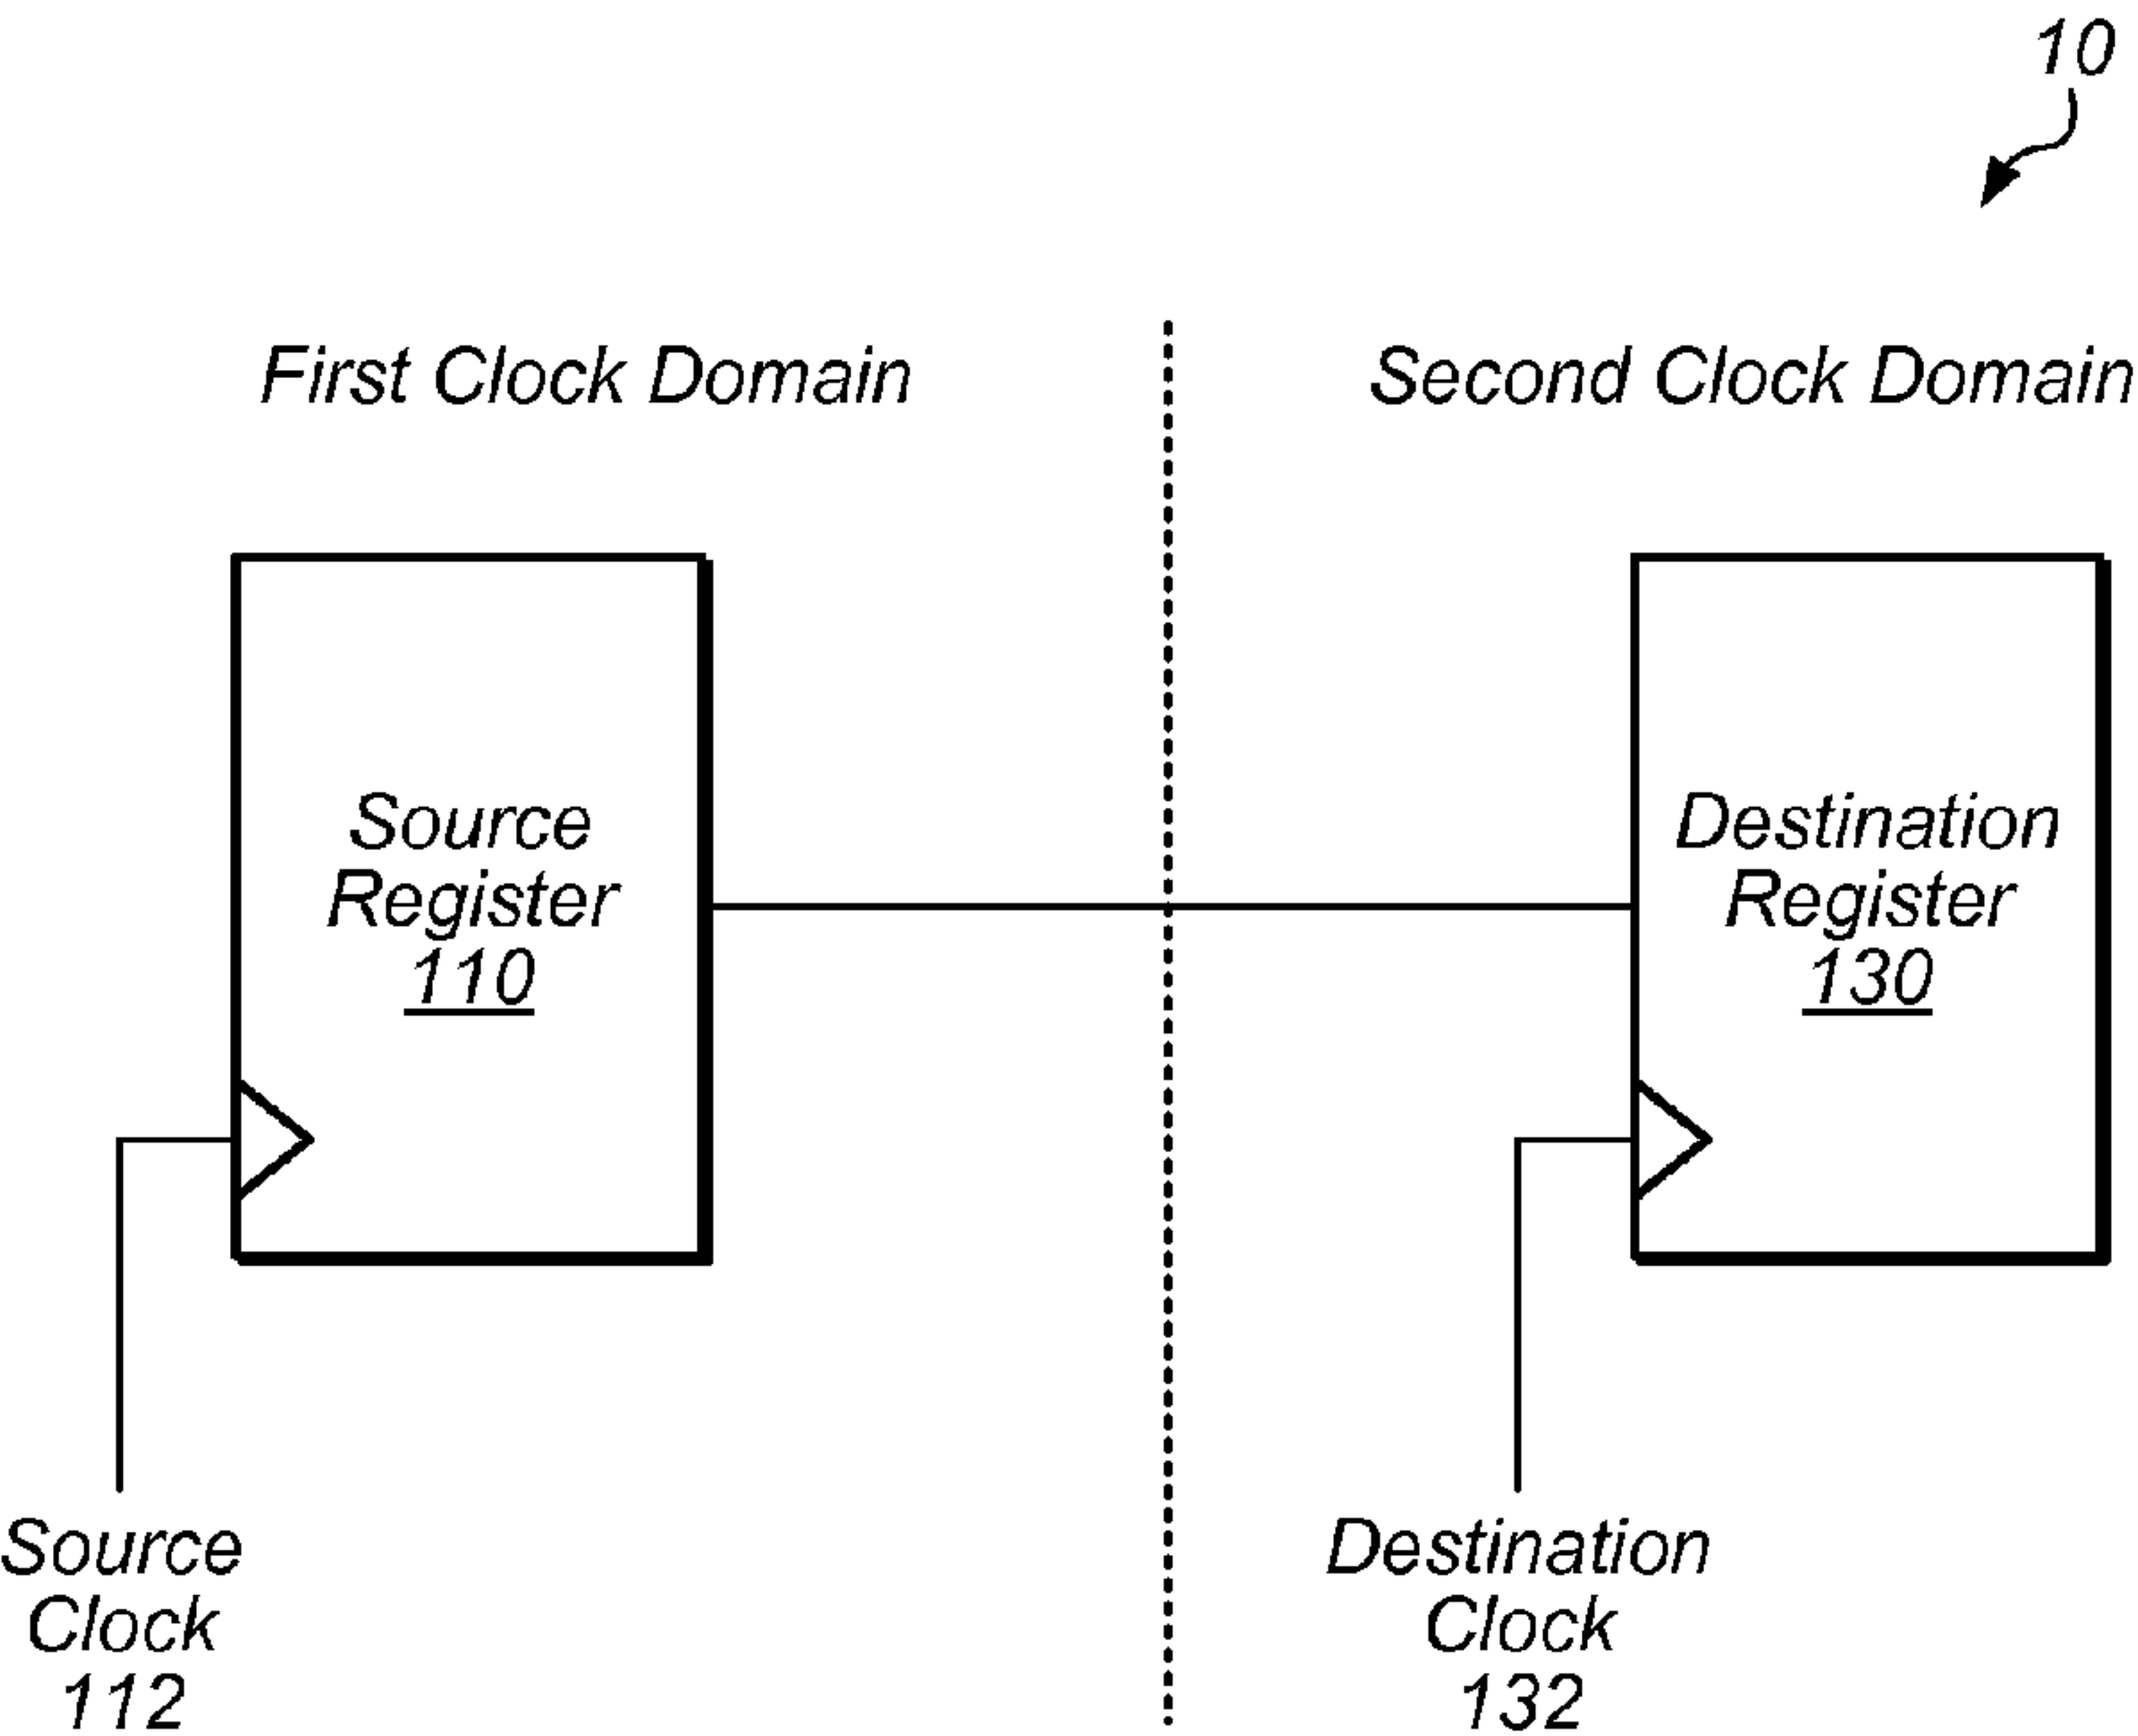 10
First Clock Domain
Second Clock Domain
Source
Register
110
Destination
Register
130
Source
Clock
112
Destination
Clock
132